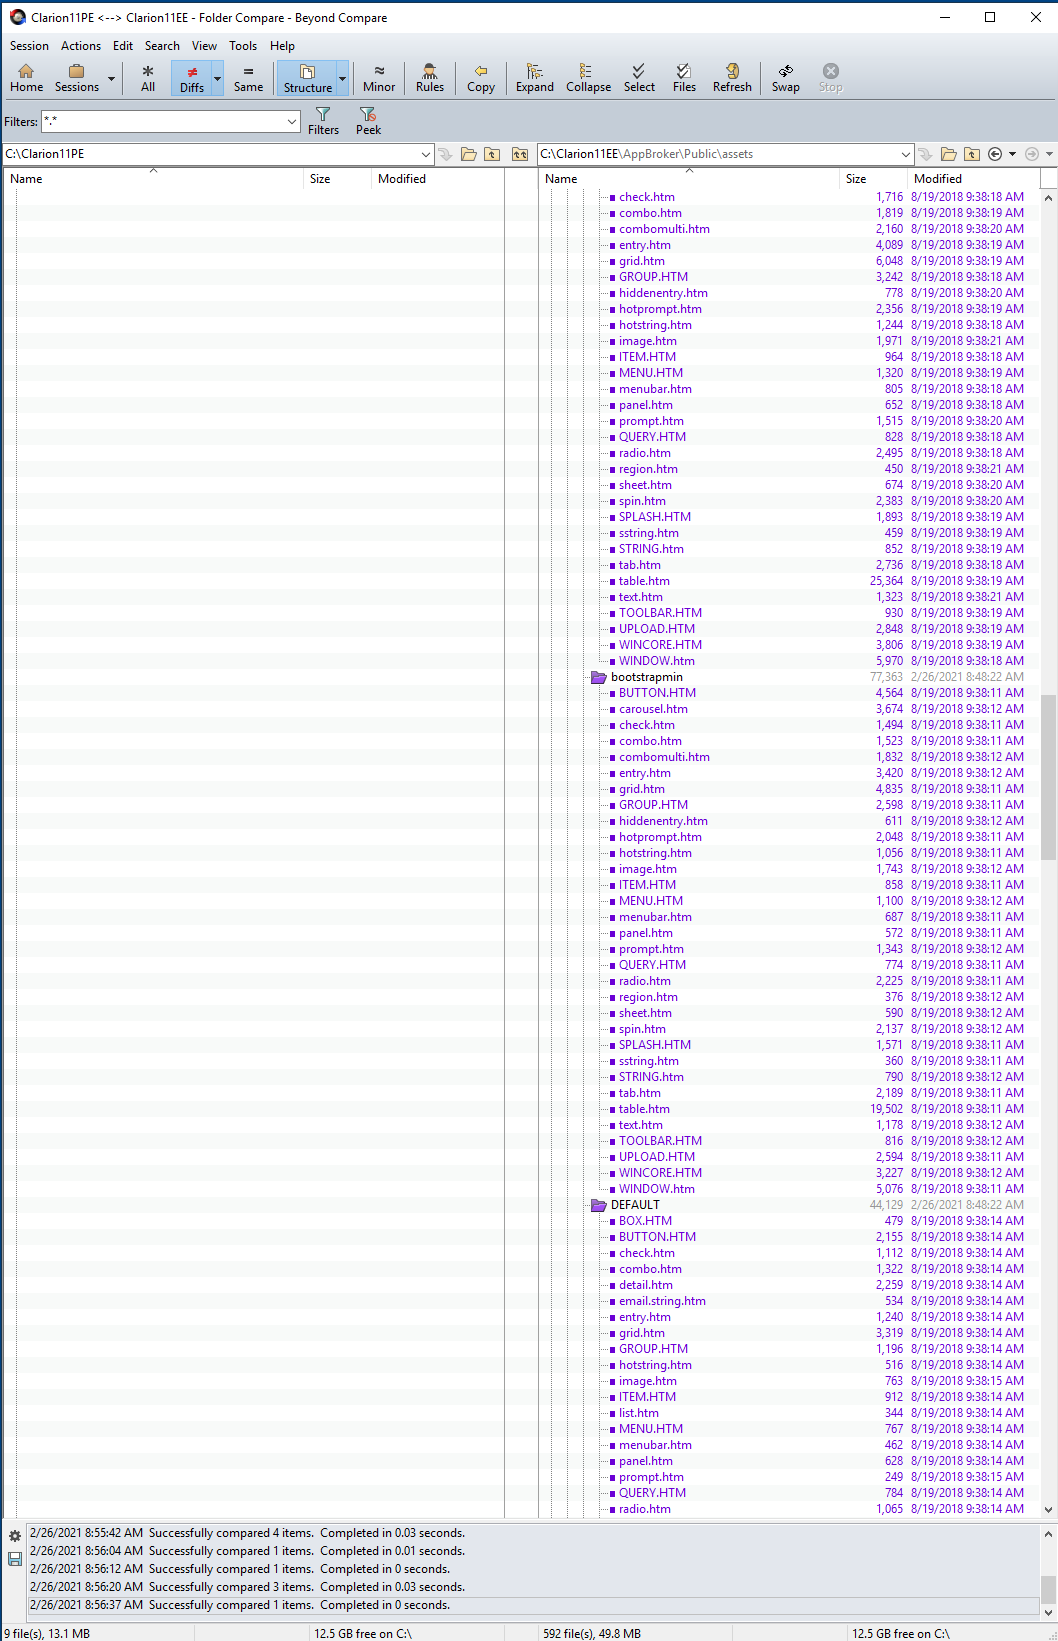 Clarion11PE <--> Clarion11EE - Folder Compare - Beyond Compare
Session Actions Edit Search View Tools Help
Home Sessions All Diffs Same Structure Minor Rules Copy Expand Collapse Select Files Refresh Swap Stop
Filters: *.* Filters Peek
C:\Clarion11PE C:\Clarion11EE\AppBroker\Public\assets
Name Size Modified Name Size Modified
check.htm 1,716 8/19/2018 9:38:18 AM
combo.htm 1,819 8/19/2018 9:38:19 AM
combomulti.htm 2,160 8/19/2018 9:38:20 AM
entry.htm 4,089 8/19/2018 9:38:19 AM
grid.htm 6,048 8/19/2018 9:38:19 AM
GROUP.HTM 3,242 8/19/2018 9:38:18 AM
hiddenentry.htm 778 8/19/2018 9:38:20 AM
hotprompt.htm 2,356 8/19/2018 9:38:19 AM
hotstring.htm 1,244 8/19/2018 9:38:18 AM
image.htm 1,971 8/19/2018 9:38:21 AM
ITEM.HTM 964 8/19/2018 9:38:18 AM
MENU.HTM 1,320 8/19/2018 9:38:19 AM
menubar.htm 805 8/19/2018 9:38:18 AM
panel.htm 652 8/19/2018 9:38:18 AM
prompt.htm 1,515 8/19/2018 9:38:20 AM
QUERY.HTM 828 8/19/2018 9:38:18 AM
radio.htm 2,495 8/19/2018 9:38:18 AM
region.htm 450 8/19/2018 9:38:21 AM
sheet.htm 674 8/19/2018 9:38:20 AM
spin.htm 2,383 8/19/2018 9:38:20 AM
SPLASH.HTM 1,893 8/19/2018 9:38:19 AM
sstring.htm 459 8/19/2018 9:38:19 AM
STRING.htm 852 8/19/2018 9:38:19 AM
tab.htm 2,736 8/19/2018 9:38:18 AM
table.htm 25,364 8/19/2018 9:38:19 AM
text.htm 1,323 8/19/2018 9:38:21 AM
TOOLBAR.HTM 930 8/19/2018 9:38:19 AM
UPLOAD.HTM 2,848 8/19/2018 9:38:19 AM
WINCORE.HTM 3,806 8/19/2018 9:38:19 AM
WINDOW.htm 5,970 8/19/2018 9:38:18 AM
bootstrapmin 77,363 2/26/2021 8:48:22 AM
BUTTON.HTM 4,564 8/19/2018 9:38:11 AM
carousel.htm 3,674 8/19/2018 9:38:12 AM
check.htm 1,494 8/19/2018 9:38:11 AM
combo.htm 1,523 8/19/2018 9:38:11 AM
combomulti.htm 1,832 8/19/2018 9:38:12 AM
entry.htm 3,420 8/19/2018 9:38:12 AM
grid.htm 4,835 8/19/2018 9:38:11 AM
GROUP.HTM 2,598 8/19/2018 9:38:11 AM
hiddenentry.htm 611 8/19/2018 9:38:12 AM
hotprompt.htm 2,048 8/19/2018 9:38:11 AM
hotstring.htm 1,056 8/19/2018 9:38:11 AM
image.htm 1,743 8/19/2018 9:38:12 AM
ITEM.HTM 858 8/19/2018 9:38:11 AM
MENU.HTM 1,100 8/19/2018 9:38:12 AM
menubar.htm 687 8/19/2018 9:38:11 AM
panel.htm 572 8/19/2018 9:38:11 AM
prompt.htm 1,343 8/19/2018 9:38:12 AM
QUERY.HTM 774 8/19/2018 9:38:11 AM
radio.htm 2,225 8/19/2018 9:38:11 AM
region.htm 376 8/19/2018 9:38:12 AM
sheet.htm 590 8/19/2018 9:38:12 AM
spin.htm 2,137 8/19/2018 9:38:12 AM
SPLASH.HTM 1,571 8/19/2018 9:38:12 AM
sstring.htm 360 8/19/2018 9:38:11 AM
STRING.htm 790 8/19/2018 9:38:12 AM
tab.htm 2,189 8/19/2018 9:38:11 AM
table.htm 19,502 8/19/2018 9:38:11 AM
text.htm 1,178 8/19/2018 9:38:12 AM
TOOLBAR.HTM 816 8/19/2018 9:38:12 AM
UPLOAD.HTM 2,594 8/19/2018 9:38:11 AM
WINCORE.HTM 3,227 8/19/2018 9:38:12 AM
WINDOW.htm 5,076 8/19/2018 9:38:11 AM
DEFAULT 44,129 2/26/2021 8:48:22 AM
BOX.HTM 479 8/19/2018 9:38:14 AM
BUTTON.HTM 2,155 8/19/2018 9:38:14 AM
check.htm 1,112 8/19/2018 9:38:14 AM
combo.htm 1,322 8/19/2018 9:38:14 AM
detail.htm 2,259 8/19/2018 9:38:14 AM
email.string.htm 534 8/19/2018 9:38:14 AM
entry.htm 1,240 8/19/2018 9:38:14 AM
grid.htm 3,319 8/19/2018 9:38:14 AM
GROUP.HTM 1,196 8/19/2018 9:38:14 AM
hotstring.htm 516 8/19/2018 9:38:14 AM
image.htm 763 8/19/2018 9:38:15 AM
ITEM.HTM 912 8/19/2018 9:38:14 AM
list.htm 344 8/19/2018 9:38:14 AM
MENU.HTM 767 8/19/2018 9:38:14 AM
menubar.htm 462 8/19/2018 9:38:14 AM
panel.htm 628 8/19/2018 9:38:14 AM
prompt.htm 249 8/19/2018 9:38:15 AM
QUERY.HTM 784 8/19/2018 9:38:14 AM
radio.htm 1,065 8/19/2018 9:38:14 AM
2/26/2021 8:55:42 AM Successfully compared 4 items. Completed in 0.03 seconds.
2/26/2021 8:56:04 AM Successfully compared 1 items. Completed in 0.01 seconds.
2/26/2021 8:56:12 AM Successfully compared 1 items. Completed in 0 seconds.
2/26/2021 8:56:20 AM Successfully compared 3 items. Completed in 0.03 seconds.
2/26/2021 8:56:37 AM Successfully compared 1 items. Completed in 0 seconds.
9 file(s), 13.1 MB 12.5 GB free on C:\ 592 file(s), 49.8 MB 12.5 GB free on C:\